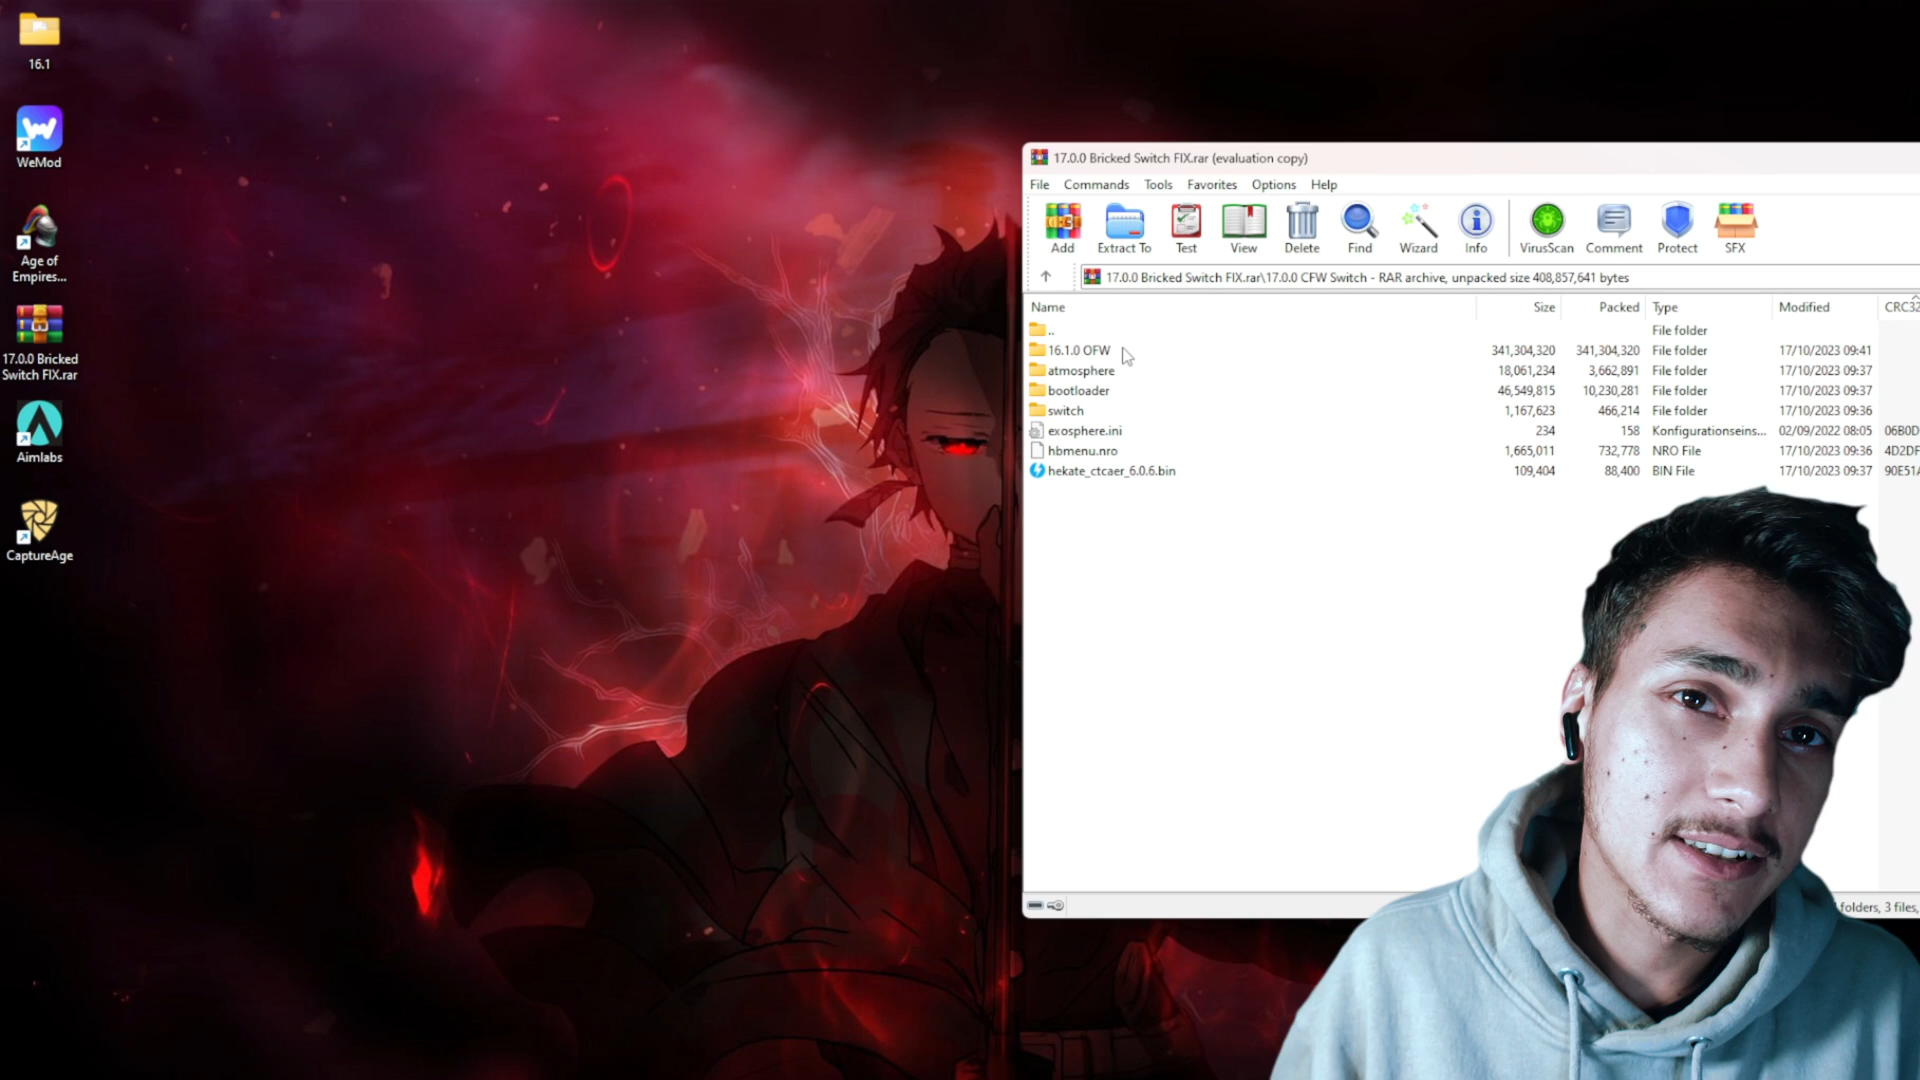 16.1
WeMod
Age of
Empires...
17.0.0 Bricked
Switch FIX.rar
Aimlabs
CaptureAge
17.0.0 Bricked Switch FIX.rar (evaluation copy)
File Commands Tools Favorites Options Help
Add Extract To Test View Delete Find Wizard Info VirusScan Comment Protect SFX
17.0.0 Bricked Switch FIX.rar\17.0.0 CFW Switch - RAR archive, unpacked size 408,857,641 bytes
Name Size Packed Type Modified CRC32
.. File folder
16.1.0 OFW 341,304,320 341,304,320 File folder 17/10/2023 09:41
atmosphere 18,061,234 3,662,891 File folder 17/10/2023 09:37
bootloader 46,549,815 10,230,281 File folder 17/10/2023 09:37
switch 1,167,623 466,214 File folder 17/10/2023 09:36
exosphere.ini 234 158 Konfigurationseins... 02/09/2022 08:05 06B0D
hbmenu.nro 1,665,011 732,778 NRO File 17/10/2023 09:36 4D2DF
hekate_ctcaer_6.0.6.bin 109,404 88,400 BIN File 17/10/2023 09:37 90E51A
folders, 3 files,